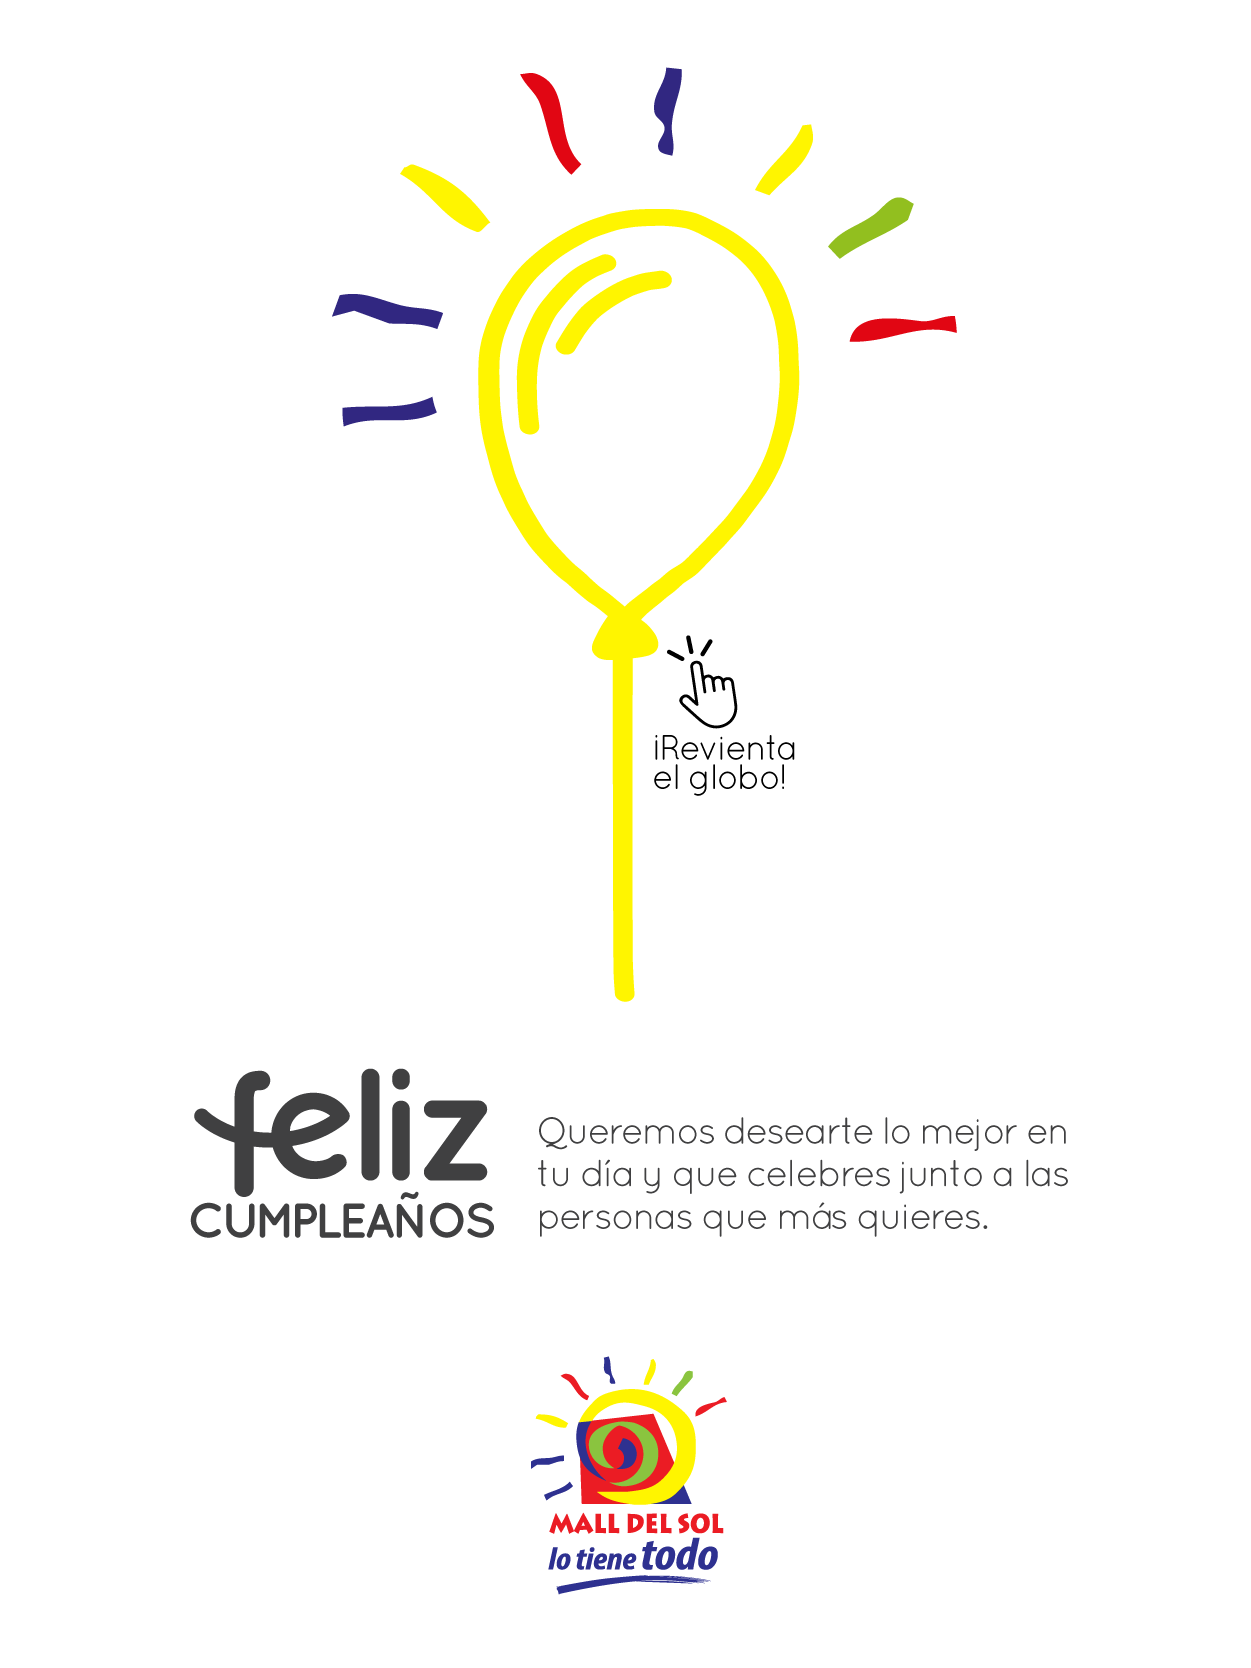 ¡Revienta
el globo!
feliz
CUMPLEAÑOS
Queremos desearte lo mejor en
tu día y que celebres junto a las
personas que más quieres.
MALL DEL SOL
lo tiene todo